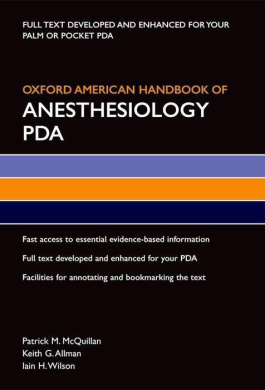 FULL TEXT DEVELOPED AND ENHANCED FOR YOUR
PALM OR POCKET PDA
OXFORD AMERICAN HANDBOOK OF
ANESTHESIOLOGY
PDA
Fast access to essential evidence-based information
Full text developed and enhanced for your PDA
Facilities for annotating and bookmarking the text
Patrick M. McQuillan
Keith G. Allman
Iain H. Wilson